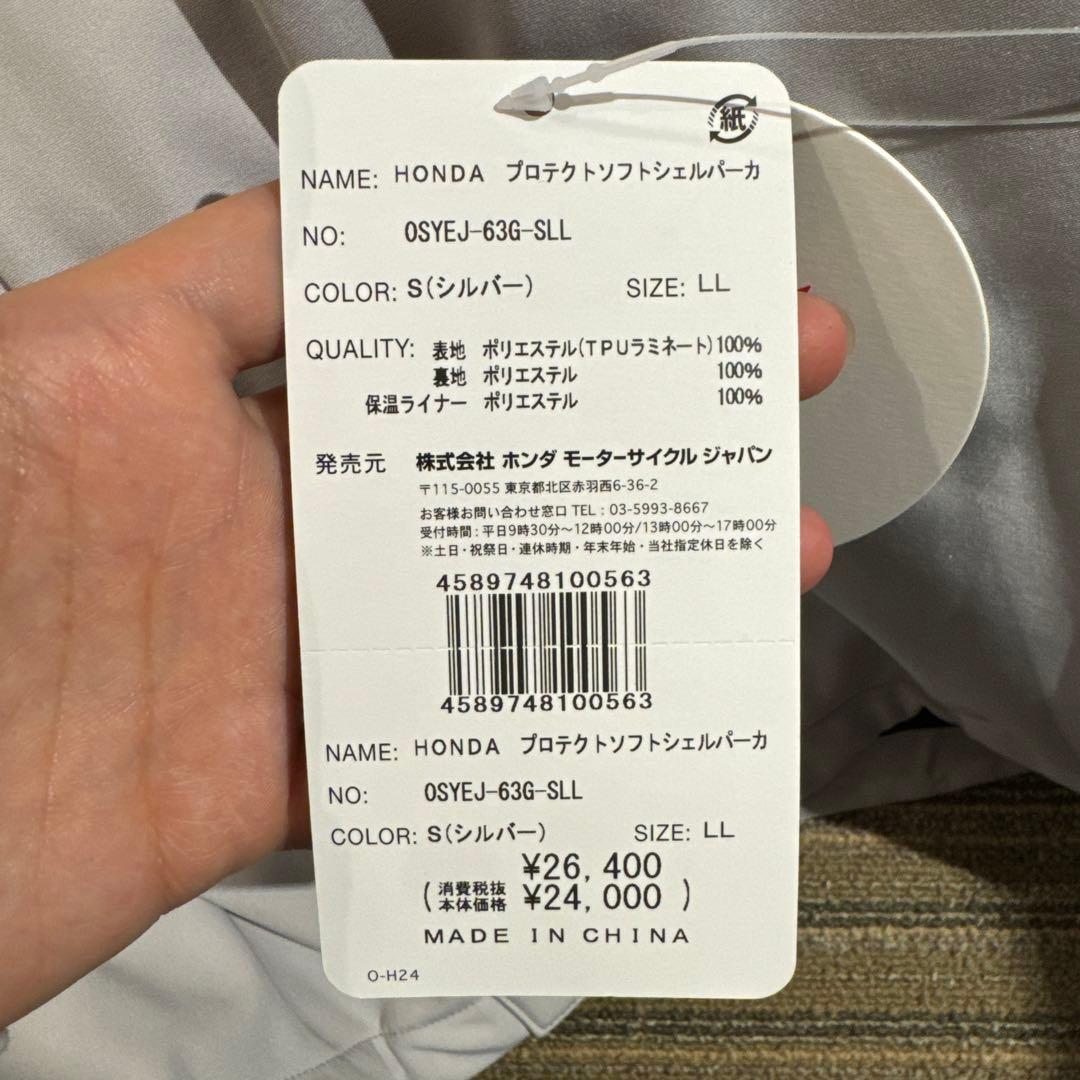 紙
NAME: HONDA プロテクトソフトシェルパーカ
NO: 0SYEJ-63G-SLL
COLOR: S(シルバー) SIZE: LL
QUALITY: 表地 ポリエステル(TPUラミネート)100%
裏地 ポリエステル 100%
保温ライナー ポリエステル 100%
発売元 株式会社 ホンダ モーターサイクル ジャパン
〒115-0055 東京都北区赤羽西6-36-2
お客様お問い合わせ窓口 TEL : 03-5993-8667
受付時間 : 平日9時30分～12時00分/13時00分～17時00分
※土日・祝祭日・連休時期・年末年始・当社指定休日を除く
4589748100563
4589748100563
NAME: HONDA プロテクトソフトシェルパーカ
NO: 0SYEJ-63G-SLL
COLOR: S(シルバー) SIZE: LL
¥26,400
(消費税抜本体価格 ¥24,000)
MADE IN CHINA
O-H24